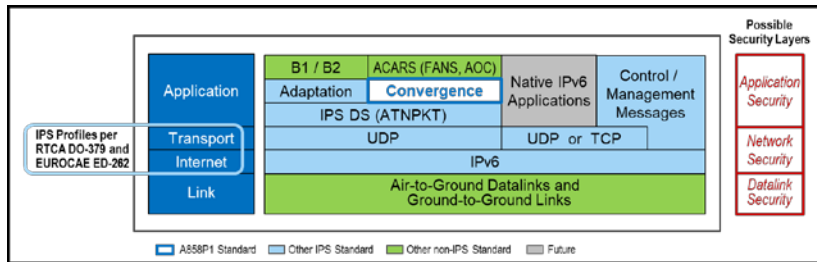 Possible
Security Layers
Application
B1 / B2
ACARS (FANS, AOC)
Native IPv6
Applications
Control /
Management
Messages
Adaptation
Convergence
IPS DS (ATNPKT)
Application
Security
IPS Profiles per
RTCA DO-379 and
EUROCAE ED-262
Transport
UDP
UDP or TCP
Network
Security
Internet
IPv6
Link
Air-to-Ground Datalinks and
Ground-to-Ground Links
Datalink
Security
A858P1 Standard
Other IPS Standard
Other non-IPS Standard
Future